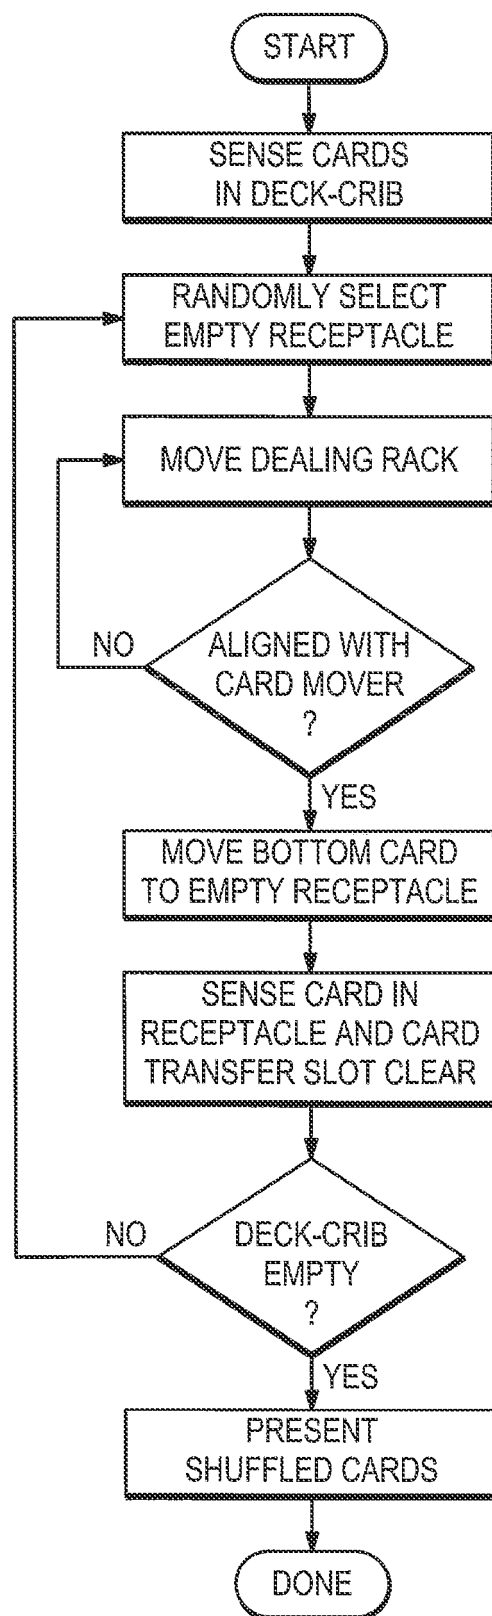 START
SENSE CARDS
IN DECK-CRIB
RANDOMLY SELECT
EMPTY RECEPTACLE
MOVE DEALING RACK
NO
ALIGNED WITH
CARD MOVER
?
YES
MOVE BOTTOM CARD
TO EMPTY RECEPTACLE
SENSE CARD IN
RECEPTACLE AND CARD
TRANSFER SLOT CLEAR
NO
DECK-CRIB
EMPTY
?
YES
PRESENT
SHUFFLED CARDS
DONE